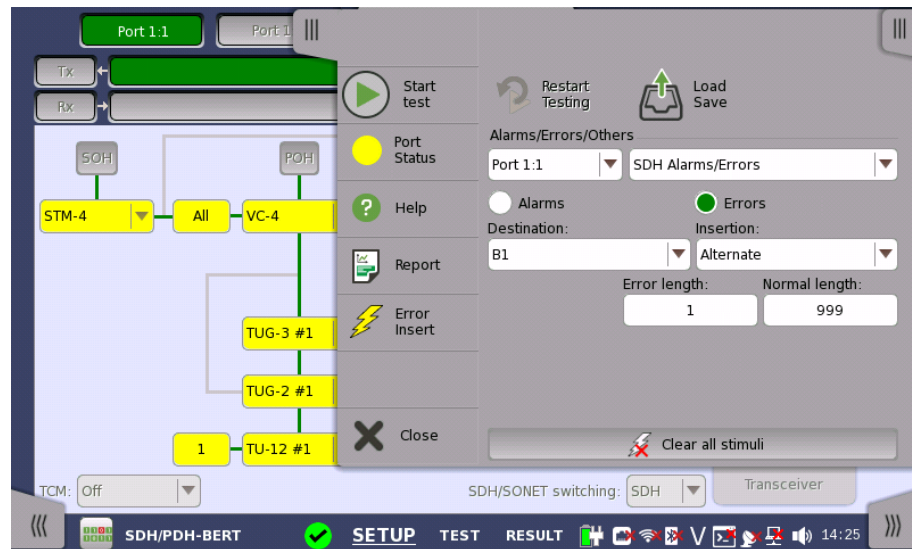 Port 1:1
Port 1
Tx
Rx
SOH
POH
STM-4
All
VC-4
TUG-3 #1
TUG-2 #1
1
TU-12 #1
TCM:
Off
Start
test
Port
Status
Help
Report
Error
Insert
Close
Restart
Testing
Load
Save
Alarms/Errors/Others
Port 1:1
SDH Alarms/Errors
Alarms
Errors
Destination:
Insertion:
B1
Alternate
Error length:
Normal length:
1
999
Clear all stimuli
SDH/SONET switching:
SDH
Transceiver
SDH/PDH-BERT
SETUP
TEST
RESULT
V
14:25